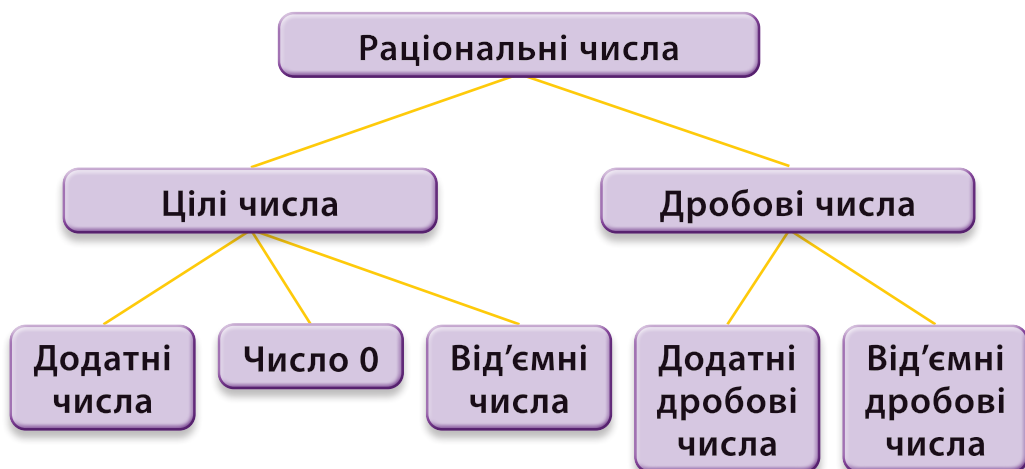 Раціональні числа
Цілі числа
Дробові числа
Додатні
числа
Число 0
Від’ємні
числа
Додатні
дробові
числа
Від’ємні
дробові
числа